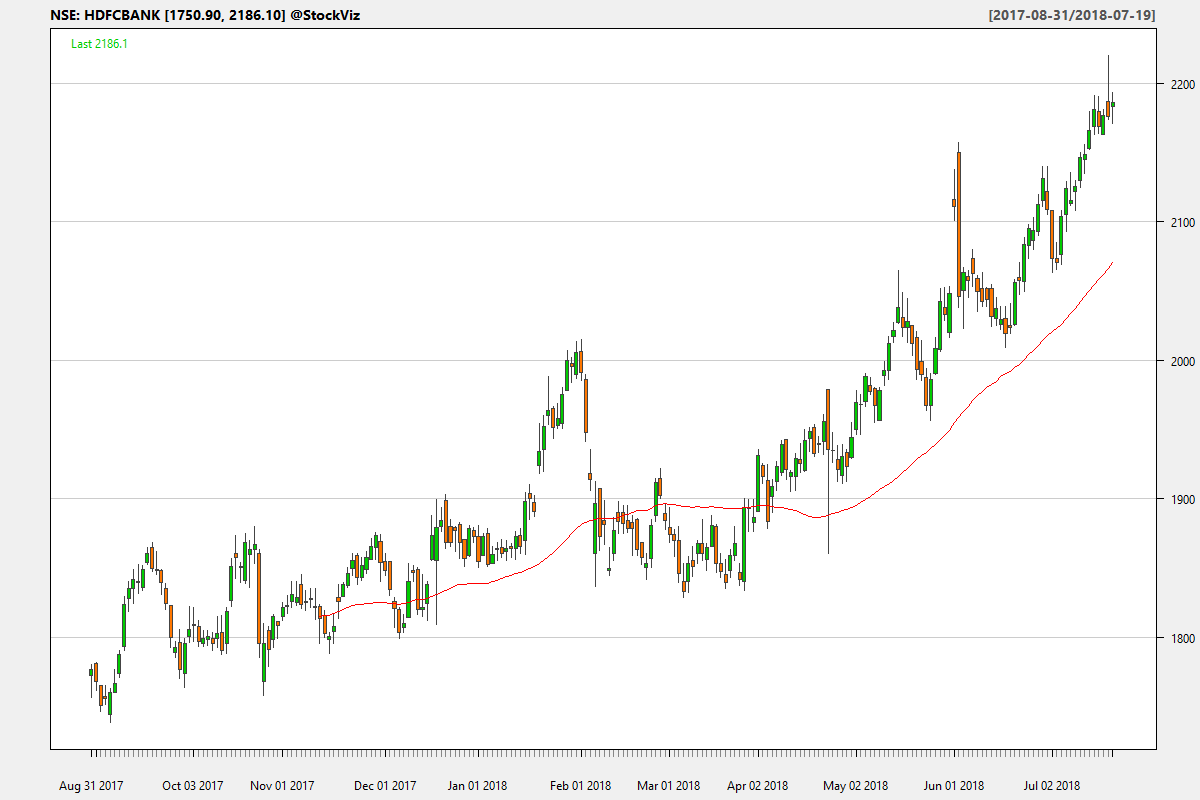 NSE: HDFCBANK [1750.90, 2186.10] @StockViz
[2017-08-31/2018-07-19]
Last 2186.1
2200
2100
2000
1900
1800
Aug 31 2017 Oct 03 2017 Nov 01 2017 Dec 01 2017 Jan 01 2018 Feb 01 2018 Mar 01 2018 Apr 02 2018 May 02 2018 Jun 01 2018 Jul 02 2018